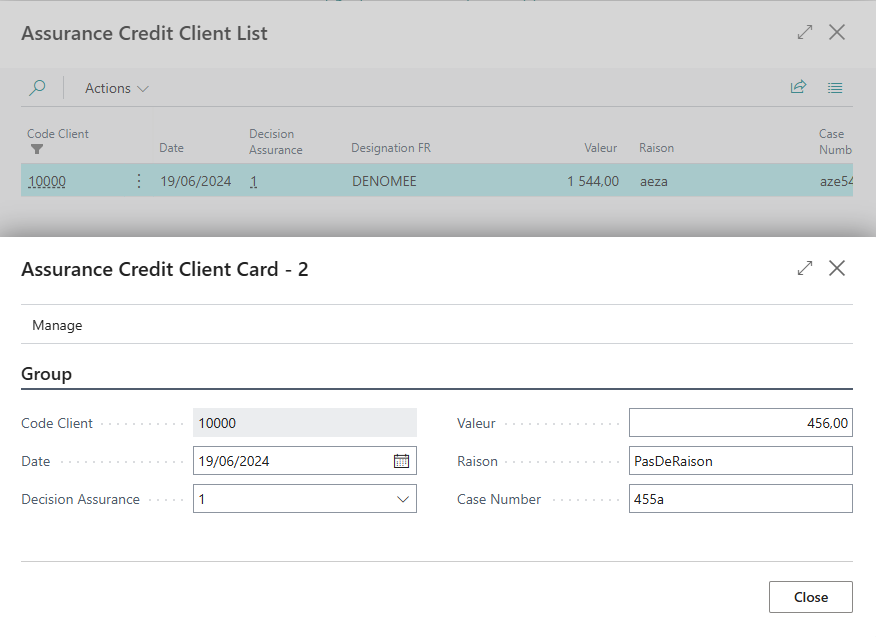 Assurance Credit Client List
Actions
Code Client Date Decision Assurance Designation FR Valeur Raison Case Numb
10000 19/06/2024 1 DENOMEE 1 544,00 aeza aze54
Assurance Credit Client Card - 2
Manage
Group
Code Client 10000 Valeur 456,00
Date 19/06/2024 Raison PasDeRaison
Decision Assurance 1 Case Number 455a
Close